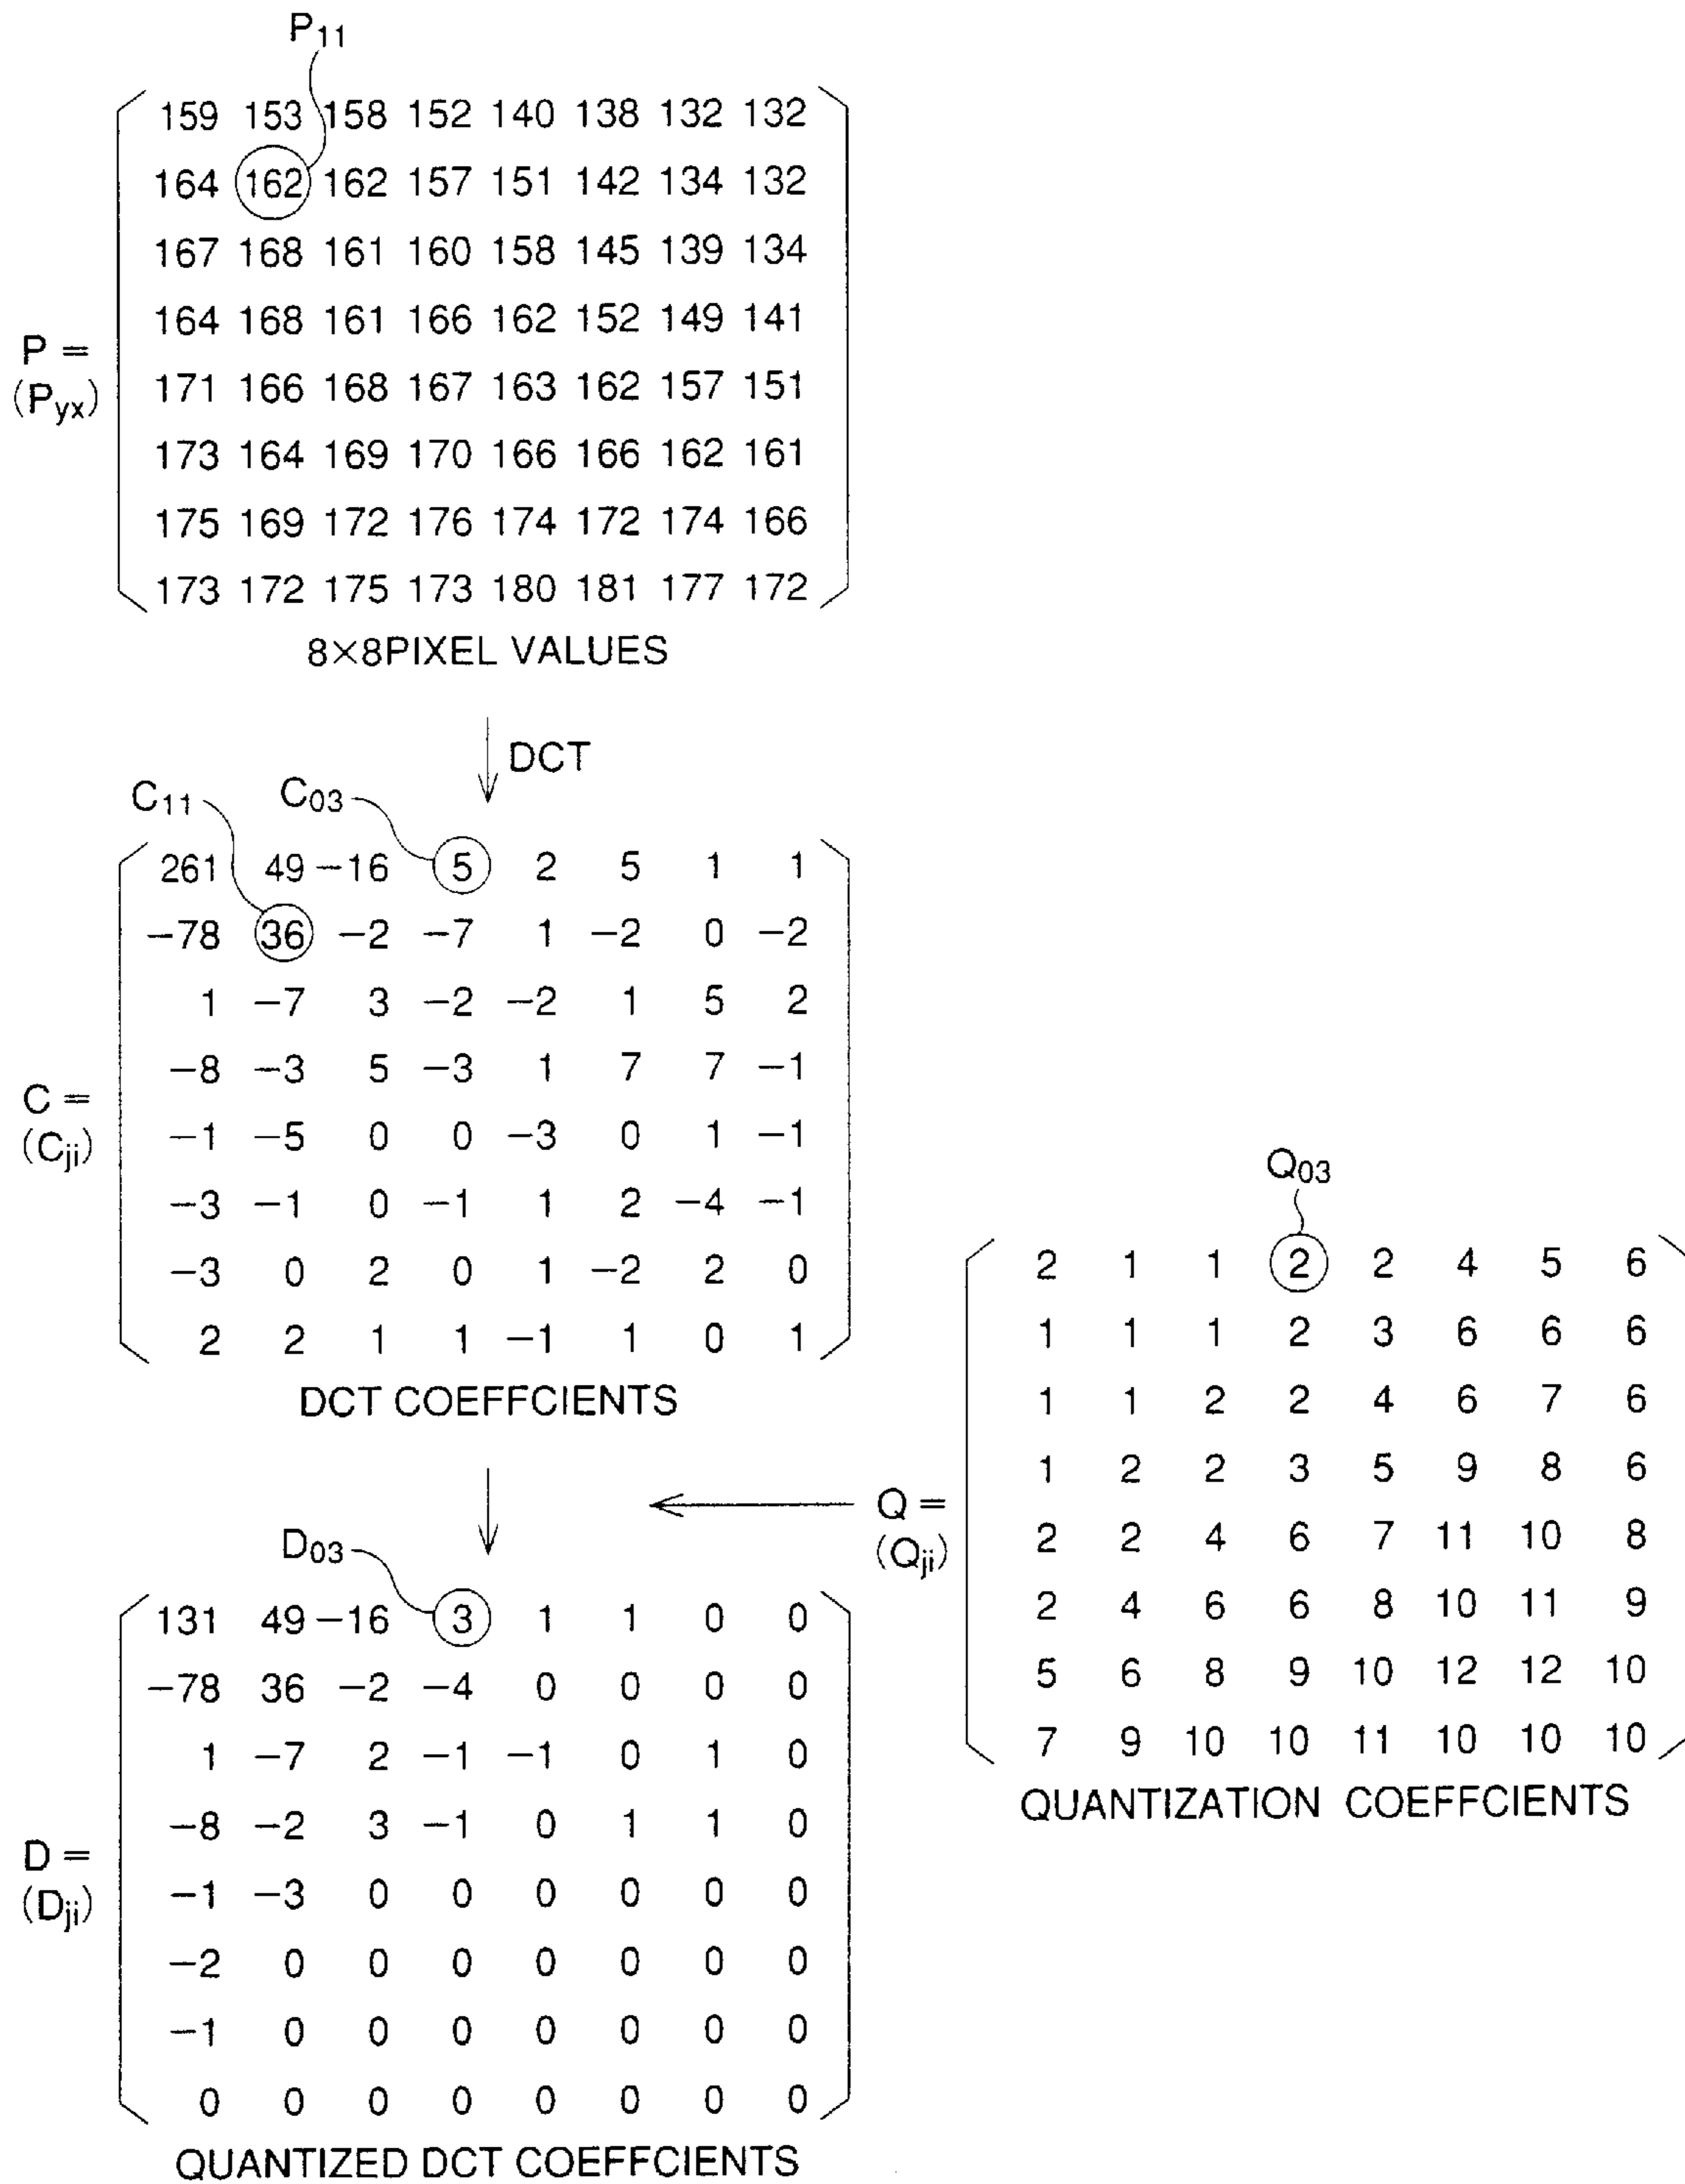 P11
159 153 158 152 140 138 132 132
164 162 162 157 151 142 134 132
167 168 161 160 158 145 139 134
164 168 161 166 162 152 149 141
P =
(Pyx)
171 166 168 167 163 162 157 151
173 164 169 170 166 166 162 161
175 169 172 176 174 172 174 166
173 172 175 173 180 181 177 172
8×8PIXEL VALUES
DCT
C11 C03
261 49 −16 5 2 5 1 1
−78 36 −2 −7 1 −2 0 −2
1 −7 3 −2 −2 1 5 2
−8 −3 5 −3 1 7 7 −1
C =
(Cji)
−1 −5 0 0 −3 0 1 −1
−3 −1 0 −1 1 2 −4 −1
−3 0 2 0 1 −2 2 0
2 2 1 1 −1 1 0 1
DCT COEFFCIENTS
Q03
2 1 1 2 2 4 5 6
1 1 1 2 3 6 6 6
1 1 2 2 4 6 7 6
1 2 2 3 5 9 8 6
Q =
(Qji)
2 2 4 6 7 11 10 8
2 4 6 6 8 10 11 9
5 6 8 9 10 12 12 10
7 9 10 10 11 10 10 10
QUANTIZATION COEFFCIENTS
D03
131 49 −16 3 1 1 0 0
−78 36 −2 −4 0 0 0 0
1 −7 2 −1 −1 0 1 0
−8 −2 3 −1 0 1 1 0
D =
(Dji)
−1 −3 0 0 0 0 0 0
−2 0 0 0 0 0 0 0
−1 0 0 0 0 0 0 0
0 0 0 0 0 0 0 0
QUANTIZED DCT COEFFCIENTS